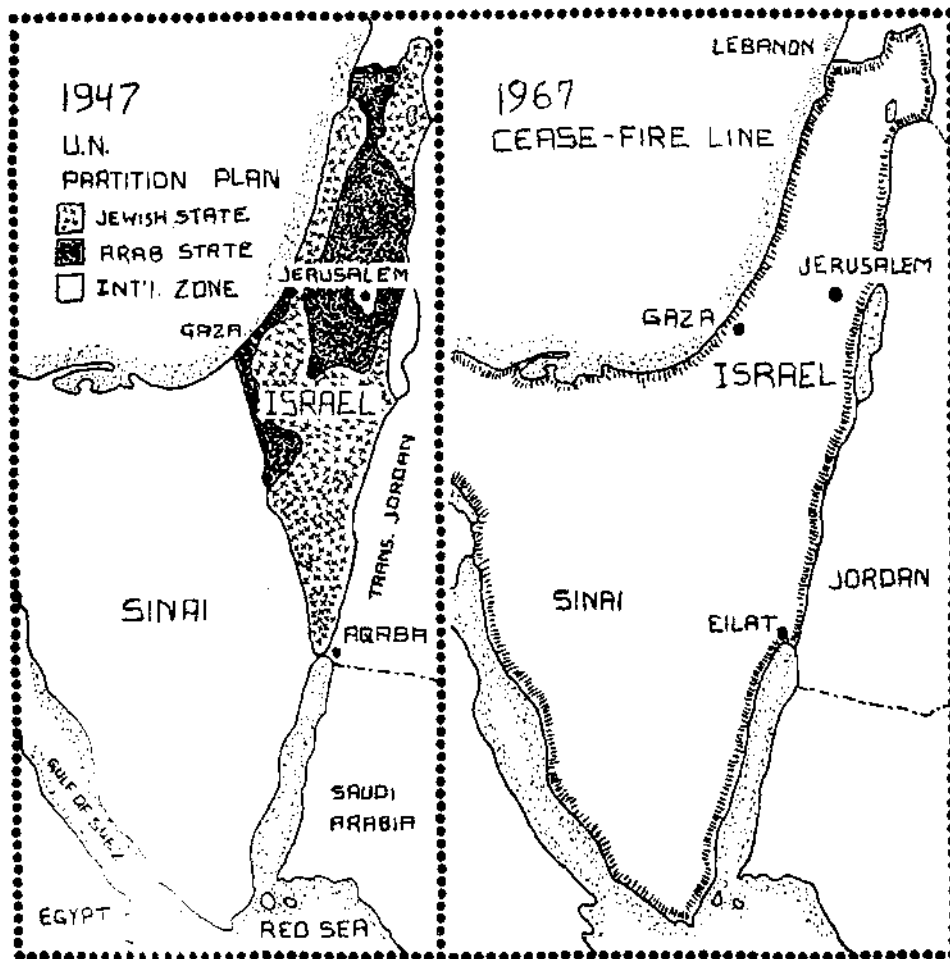 1947
U.N.
PARTITION PLAN
JEWISH STATE
ARAB STATE
INT'L. ZONE
JERUSALEM
GAZA
ISRAEL
TRANS. JORDAN
SINAI
AQABA
GULF OF SUEZ
SAUDI
ARABIA
EGYPT
RED SEA
LEBANON
1967
CEASE-FIRE LINE
JERUSALEM
GAZA
ISRAEL
SINAI
JORDAN
EILAT